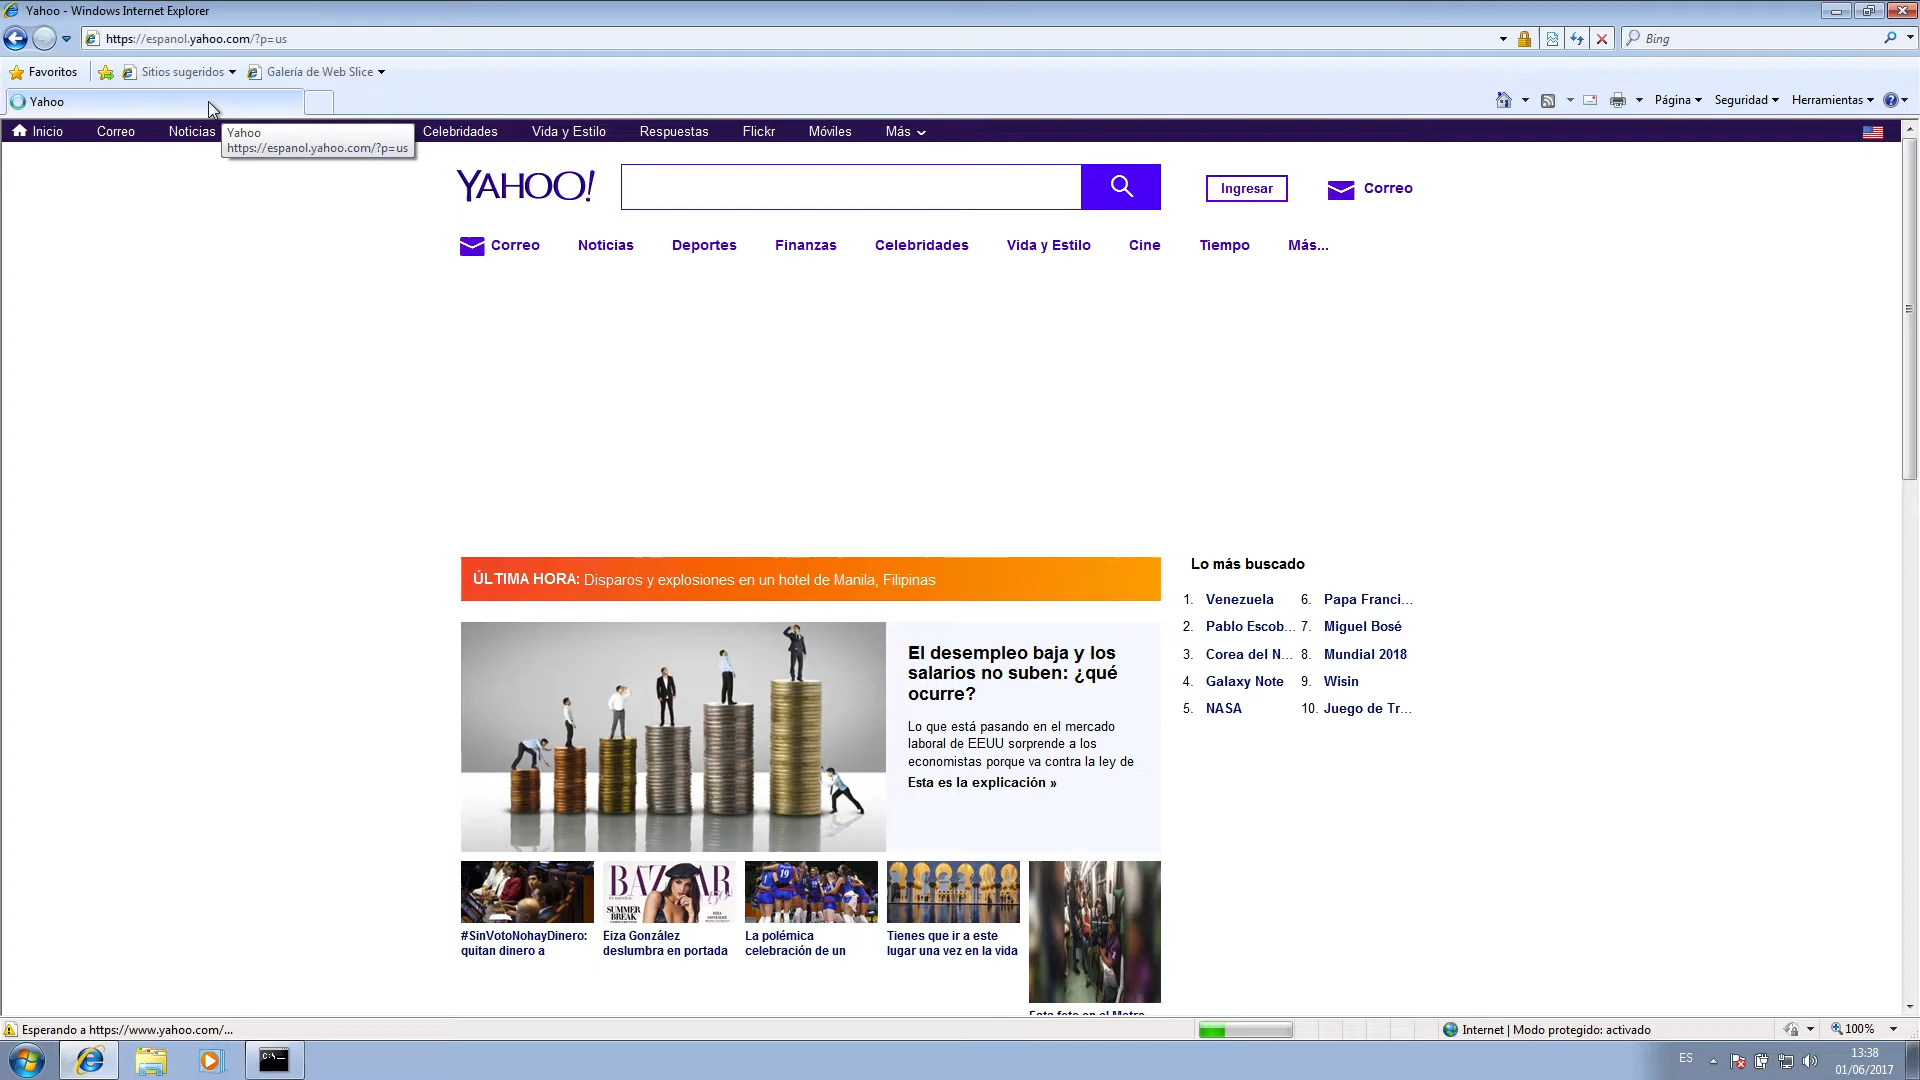 Yahoo - Windows Internet Explorer
https://espanol.yahoo.com/?p=us
Bing
Favoritos
Sitios sugeridos
Galería de Web Slice
Yahoo
Página
Seguridad
Herramientas
Inicio
Correo
Noticias
Celebridades
Vida y Estilo
Respuestas
Flickr
Móviles
Más
Yahoo
https://espanol.yahoo.com/?p=us
YAHOO!
Ingresar
Correo
Correo
Noticias
Deportes
Finanzas
Celebridades
Vida y Estilo
Cine
Tiempo
Más...
ÚLTIMA HORA: Disparos y explosiones en un hotel de Manila, Filipinas
El desempleo baja y los
salarios no suben: ¿qué
ocurre?
Lo que está pasando en el mercado
laboral de EEUU sorprende a los
economistas porque va contra la ley de
Esta es la explicación »
Lo más buscado
1. Venezuela
2. Pablo Escob...
3. Corea del N...
4. Galaxy Note
5. NASA
6. Papa Franci...
7. Miguel Bosé
8. Mundial 2018
9. Wisin
10. Juego de Tr...
BAZAAR
SUMMER
BREAK
19
#SinVotoNohayDinero:
quitan dinero a
Eiza González
deslumbra en portada
La polémica
celebración de un
Tienes que ir a este
lugar una vez en la vida
Esperando a https://www.yahoo.com/...
Internet | Modo protegido: activado
100%
C:\
ES
13:38
01/06/2017